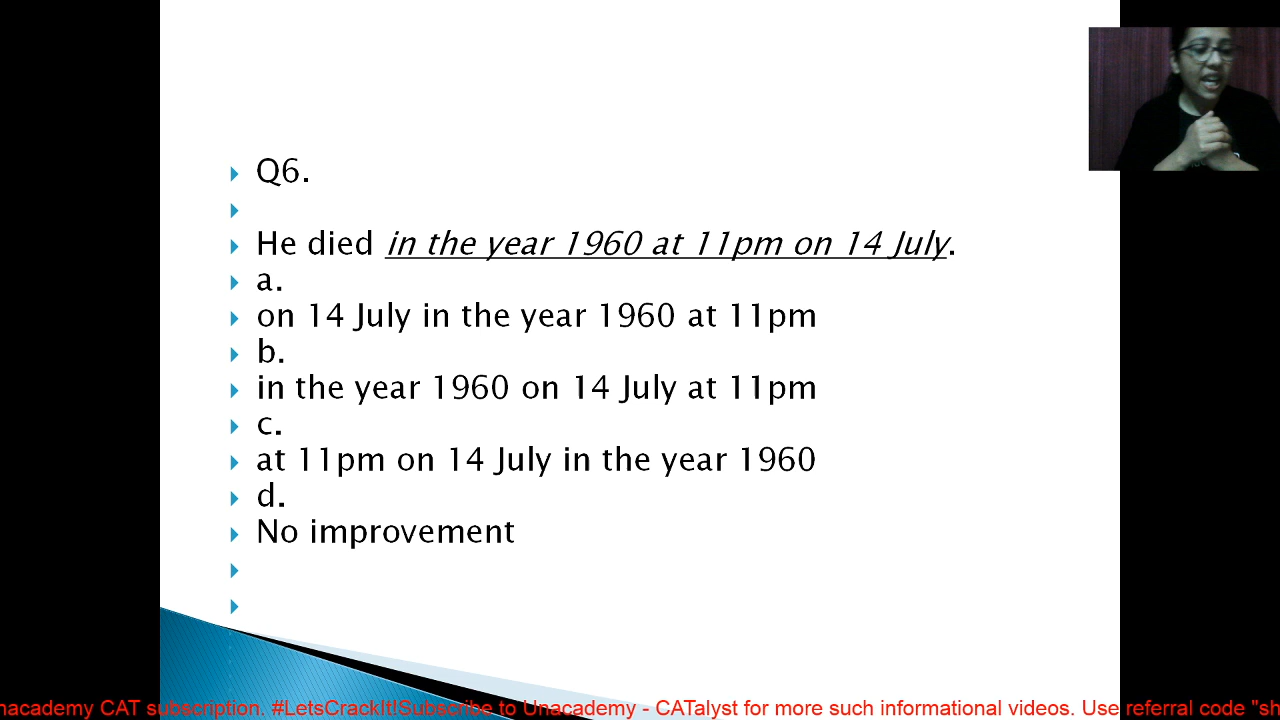 Q6.
He died in the year 1960 at 11pm on 14 July.
a.
on 14 July in the year 1960 at 11pm
b.
in the year 1960 on 14 July at 11pm
c.
at 11pm on 14 July in the year 1960
d.
No improvement
nacademy CAT subscription. #LetsCrackIt!Subscribe to Unacademy - CATalyst for more such informational videos. Use referral code "sh